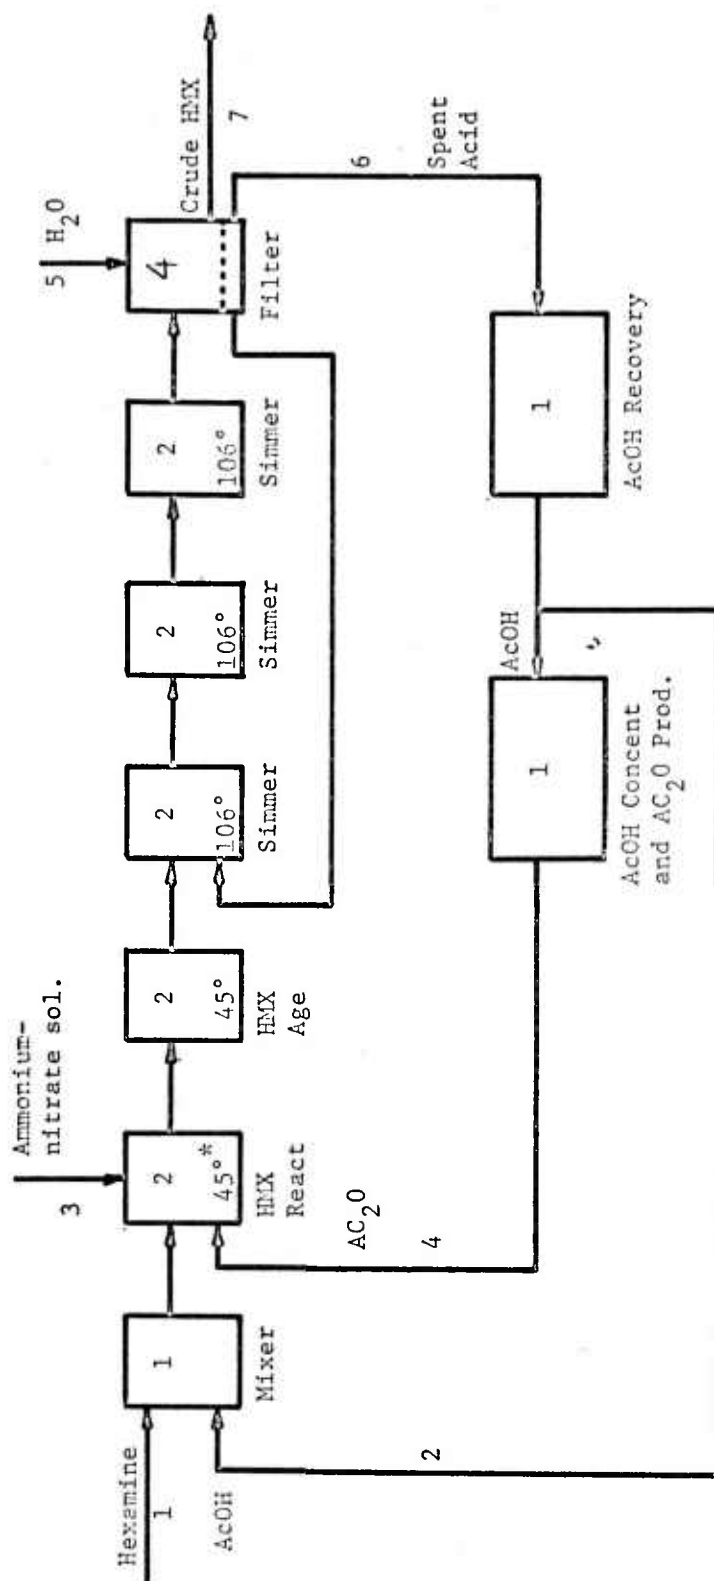 Hexamine
1
AcOH
2
1
Mixer
Ammonium-
nitrate sol.
3
2
45°*
HMX
React
AC₂O
4
2
45°
HMX
Age
2
106°
Simmer
2
106°
Simmer
2
106°
Simmer
5 H₂O
4
Filter
Crude HMX
7
6
Spent
Acid
1
AcOH Recovery
AcOH
1
AcOH Concent
and AC₂O Prod.